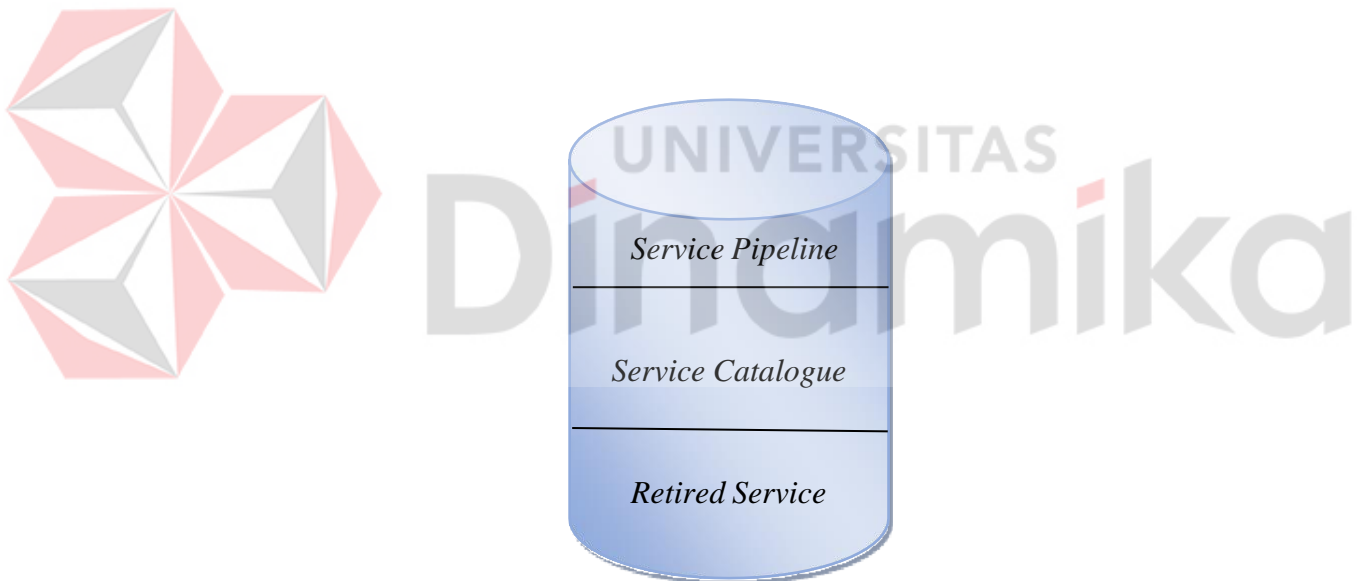 UNIVERSITAS
Dinamika
Service Pipeline
Service Catalogue
Retired Service